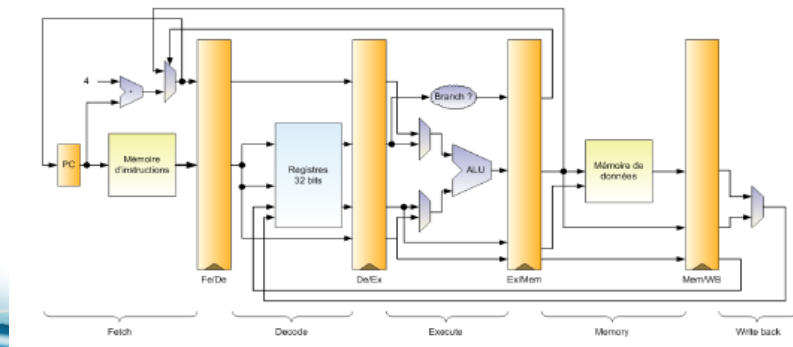 4
Branch ?
PC
Mémoire
d'instructions
Registres
32 bits
ALU
Mémoire de
données
Fe/De
De/Ex
Ex/Mem
Mem/WB
Fetch
Decode
Execute
Memory
Write back